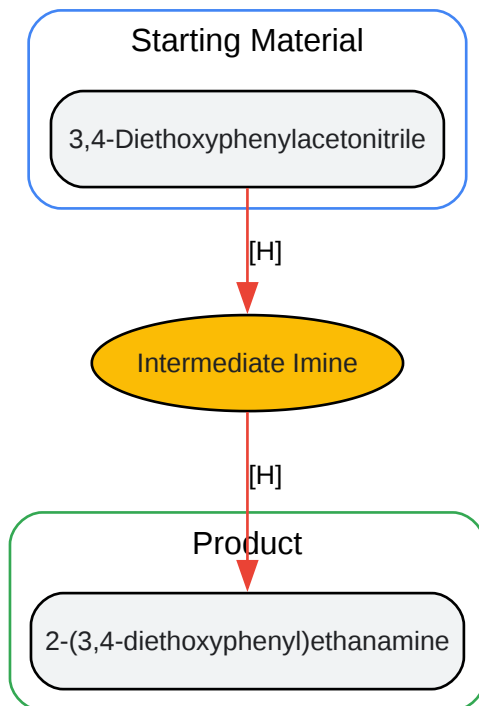 Starting Material
3,4-Diethoxyphenylacetonitrile
[H]
Intermediate Imine
[H]
Product
2-(3,4-diethoxyphenyl)ethanamine